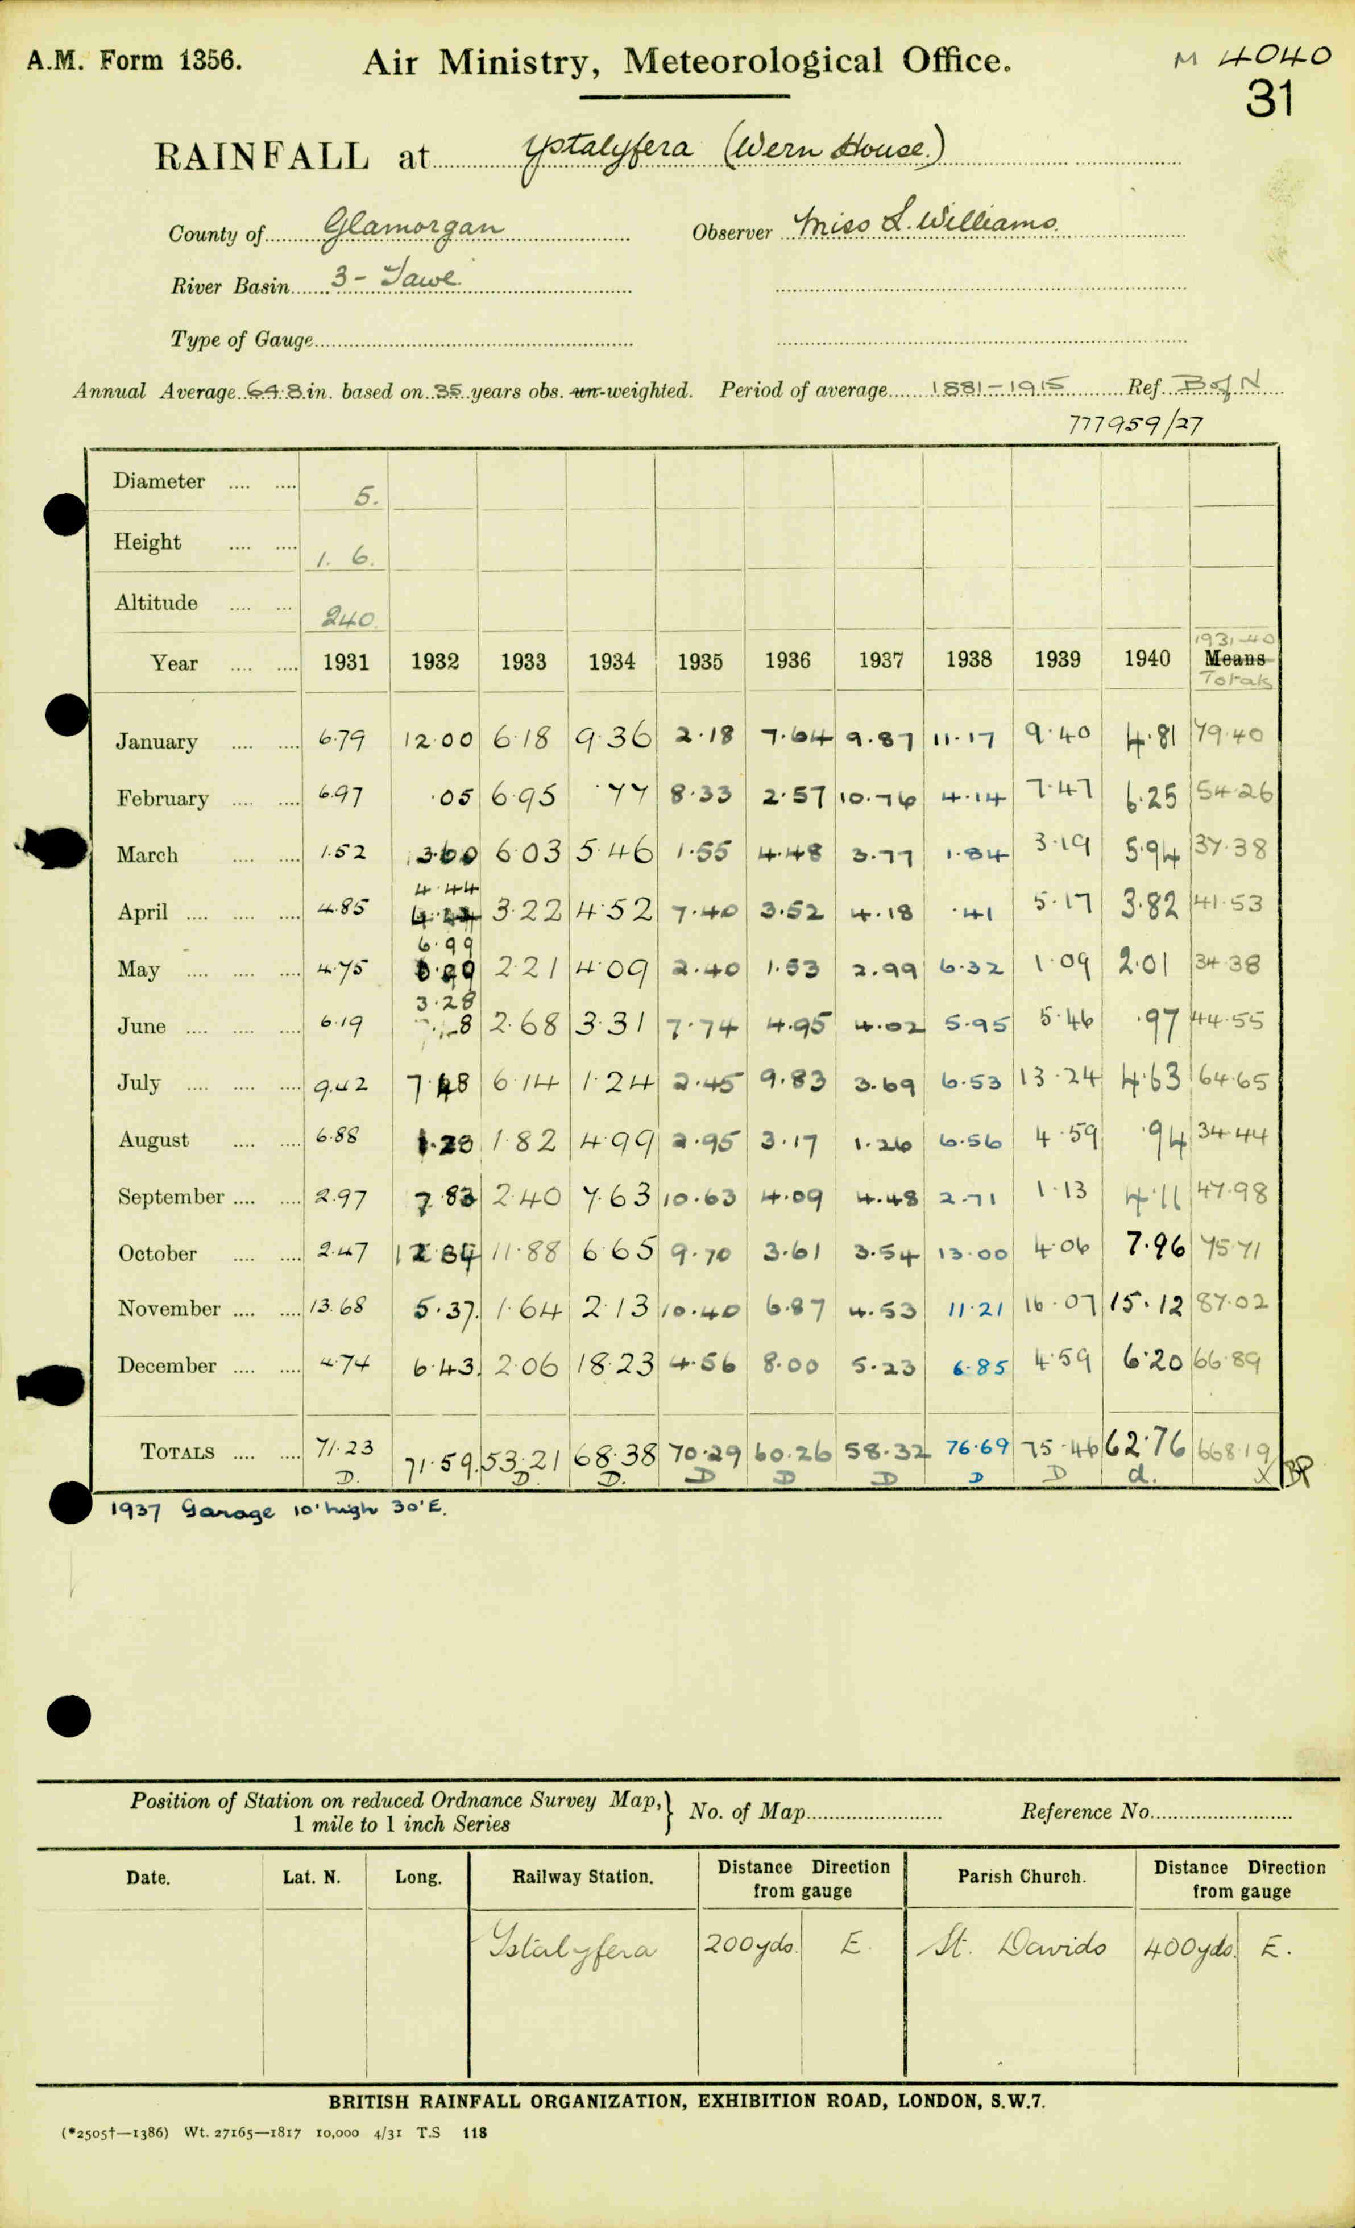 A.M. Form 1356.
Air Ministry, Meteorological Office.
M 4040
31
RAINFALL at Ystalyfera (Wern House.)
County of Glamorgan Observer Miss L. Williams.
River Basin 3 - Tawe
Type of Gauge
Annual Average 64.8 in. based on 35 years obs. un-weighted. Period of average 1881-1915 Ref. B of N
777959/27
Diameter 5.
Height 1. 6.
Altitude 240
1931-40
Year 1931 1932 1933 1934 1935 1936 1937 1938 1939 1940 Means
Totals
January 6.79 12.00 6.18 9.36 2.18 7.64 9.87 11.17 9.40 4.81 79.40
February 6.97 .05 6.95 .77 8.33 2.57 10.76 4.14 7.47 6.25 54.26
March 1.52 3.60 6.03 5.46 1.55 4.48 3.77 1.84 3.19 5.94 37.38
April 4.85 4.44 3.22 4.52 7.40 3.52 4.18 .41 5.17 3.82 41.53
May 4.75 6.99 2.21 4.09 2.40 1.53 2.99 6.32 1.09 2.01 34.38
June 6.19 3.28 2.68 3.31 7.74 4.95 4.02 5.95 5.46 .97 44.55
July 9.42 7.48 6.14 1.24 2.45 9.83 3.69 6.53 13.24 4.63 64.65
August 6.88 1.28 1.82 4.99 2.95 3.17 1.26 6.56 4.59 .94 34.44
September 2.97 7.83 2.40 7.63 10.63 4.09 4.48 2.71 1.13 4.11 47.98
October 2.47 12.84 11.88 6.65 9.70 3.61 3.54 13.00 4.06 7.96 75.71
November 13.68 5.37 1.64 2.13 10.40 6.87 4.53 11.21 16.07 15.12 87.02
December 4.74 6.43 2.06 18.23 4.56 8.00 5.23 6.85 4.59 6.20 66.89
TOTALS 71.23 71.59 53.21 68.38 70.29 60.26 58.32 76.69 75.46 62.76 668.19
D. D. D. D D D D D d. X BP
1937 Garage 10' high 30' E.
Position of Station on reduced Ordnance Survey Map, No. of Map Reference No.
1 mile to 1 inch Series
Date. Lat. N. Long. Railway Station. Distance Direction from gauge Parish Church. Distance Direction from gauge
Ystalyfera 200 yds. E. St. Davids 400 yds. E.
BRITISH RAINFALL ORGANIZATION, EXHIBITION ROAD, LONDON, S.W.7.
(*2505†—1386) Wt. 27165—1817 10,000 4/31 T.S 118